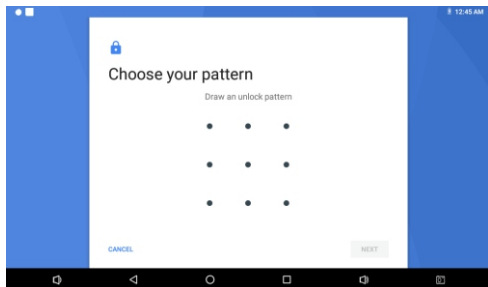 12:45 AM
Choose your pattern
Draw an unlock pattern
CANCEL
NEXT